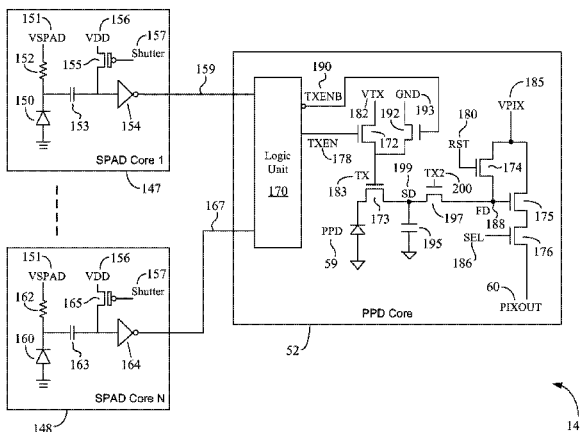 151 156
VSPAD VDD 157
152 Shutter
155
150 159
153 154
SPAD Core 1
147
190
TXENB
VTX GND
182 193
192
172
TXEN
178
Logic
Unit
170
180 185
RST VPIX
174
TX 199 TX2
183 SD 200
173 197 FD 188 175
PPD 195 SEL
59 186 176
60
PIXOUT
PPD Core
52
167
151 156
VSPAD VDD 157
162 Shutter
165
160
163 164
SPAD Core N
148
14